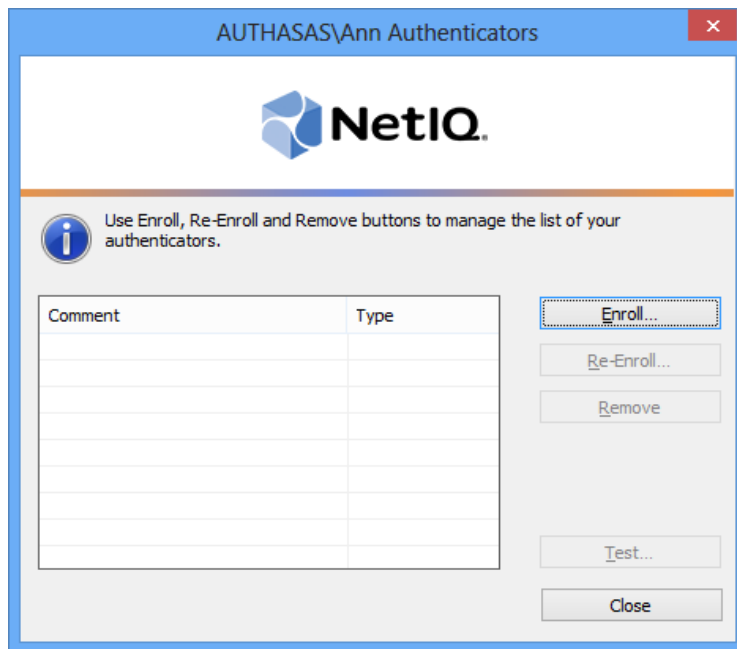 AUTHASAS\Ann Authenticators
NetIQ.
Use Enroll, Re-Enroll and Remove buttons to manage the list of your
authenticators.
Comment Type
Enroll...
Re-Enroll...
Remove
Test...
Close